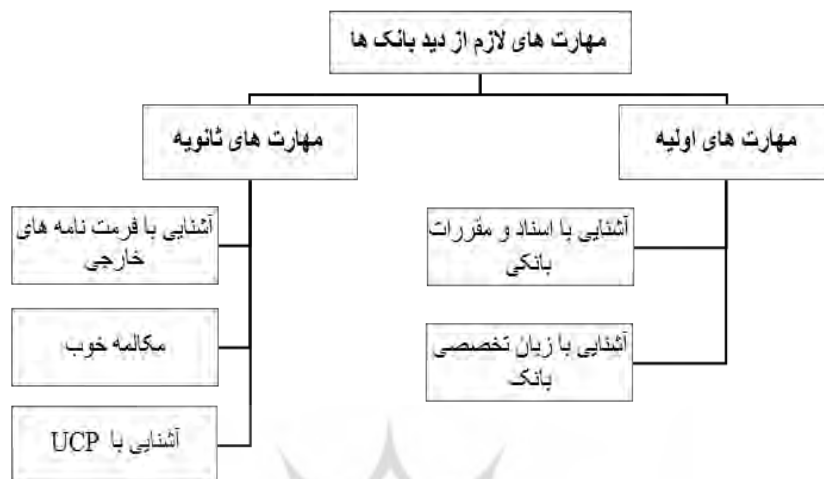 مهارت های لازم از دید بانک ها
مهارت های اولیه
مهارت های ثانویه
آشنایی با اسناد و مقررات
بانکی
آشنایی با زبان تخصصی
بانک
آشنایی با فرمت نامه های
خارجی
مکالمه خوب
آشنایی با UCP